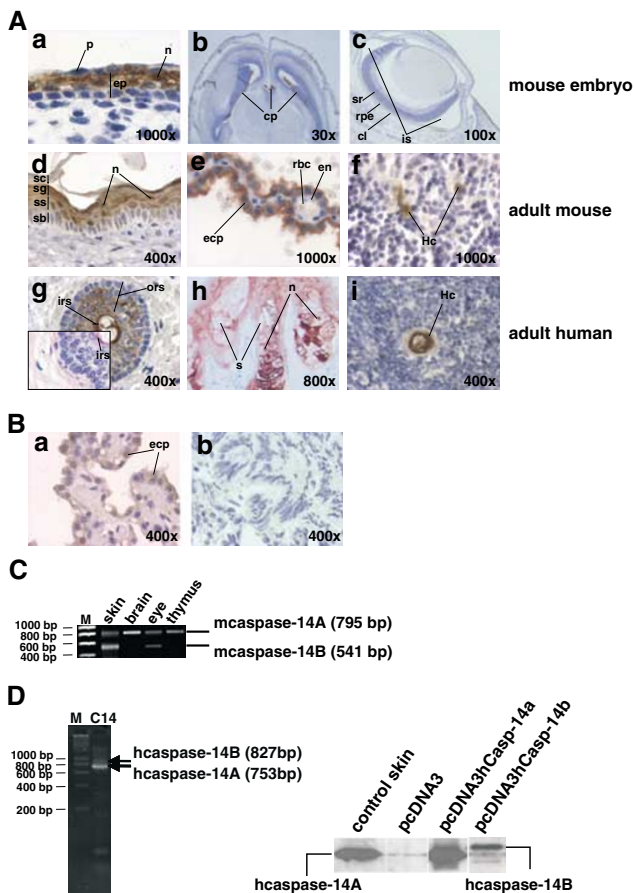 A
a
p
n
ep
1000x
b
cp
30x
c
sr
rpe
cl
is
100x
mouse embryo
d
sc
sg
ss
sb
n
400x
e
rbc
en
ecp
1000x
f
Hc
1000x
adult mouse
g
irs
ors
irs
400x
h
n
s
800x
i
Hc
400x
adult human
B
a
ecp
400x
b
400x
C
M skin brain eye thymus
1000 bp
800 bp
600 bp
400 bp
mcaspase-14A (795 bp)
mcaspase-14B (541 bp)
D
M C14
1000 bp
800 bp
600 bp
400 bp
200 bp
hcaspase-14B (827bp)
hcaspase-14A (753bp)
control skin
pcDNA3
pcDNA3hCasp-14a
pcDNA3hCasp-14b
hcaspase-14A
hcaspase-14B